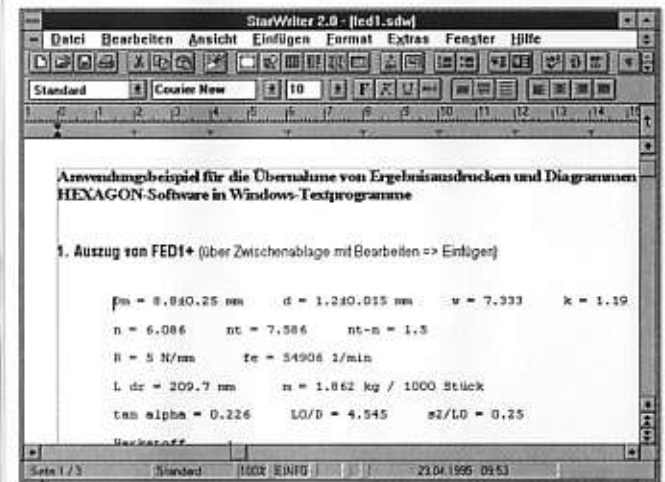 StarWriter 2.0 - [fed1.sdw]
Datei Bearbeiten Ansicht Einfügen Format Extras Fenster Hilfe
Standard Courier New 10 F K U
Anwendungsbeispiel für die Übernahme von Ergebnisausdrucken und Diagrammen
HEXAGON-Software in Windows-Textprogramme
1. Auszug von FED1+ (über Zwischenablage mit Bearbeiten => Einfügen)
Dm = 8.8±0.25 mm d = 1.2±0.015 mm w = 7.333 k = 1.19
n = 6.086 nt = 7.586 nt-n = 1.5
R = 5 N/mm fe = 54906 1/min
L dr = 209.7 mm m = 1.862 kg / 1000 Stück
tan alpha = 0.226 L0/D = 4.545 s2/L0 = 0.25
Werkstoff
Seite 1 / 3 Standard 100% EINFG 23.04.1995 09:53